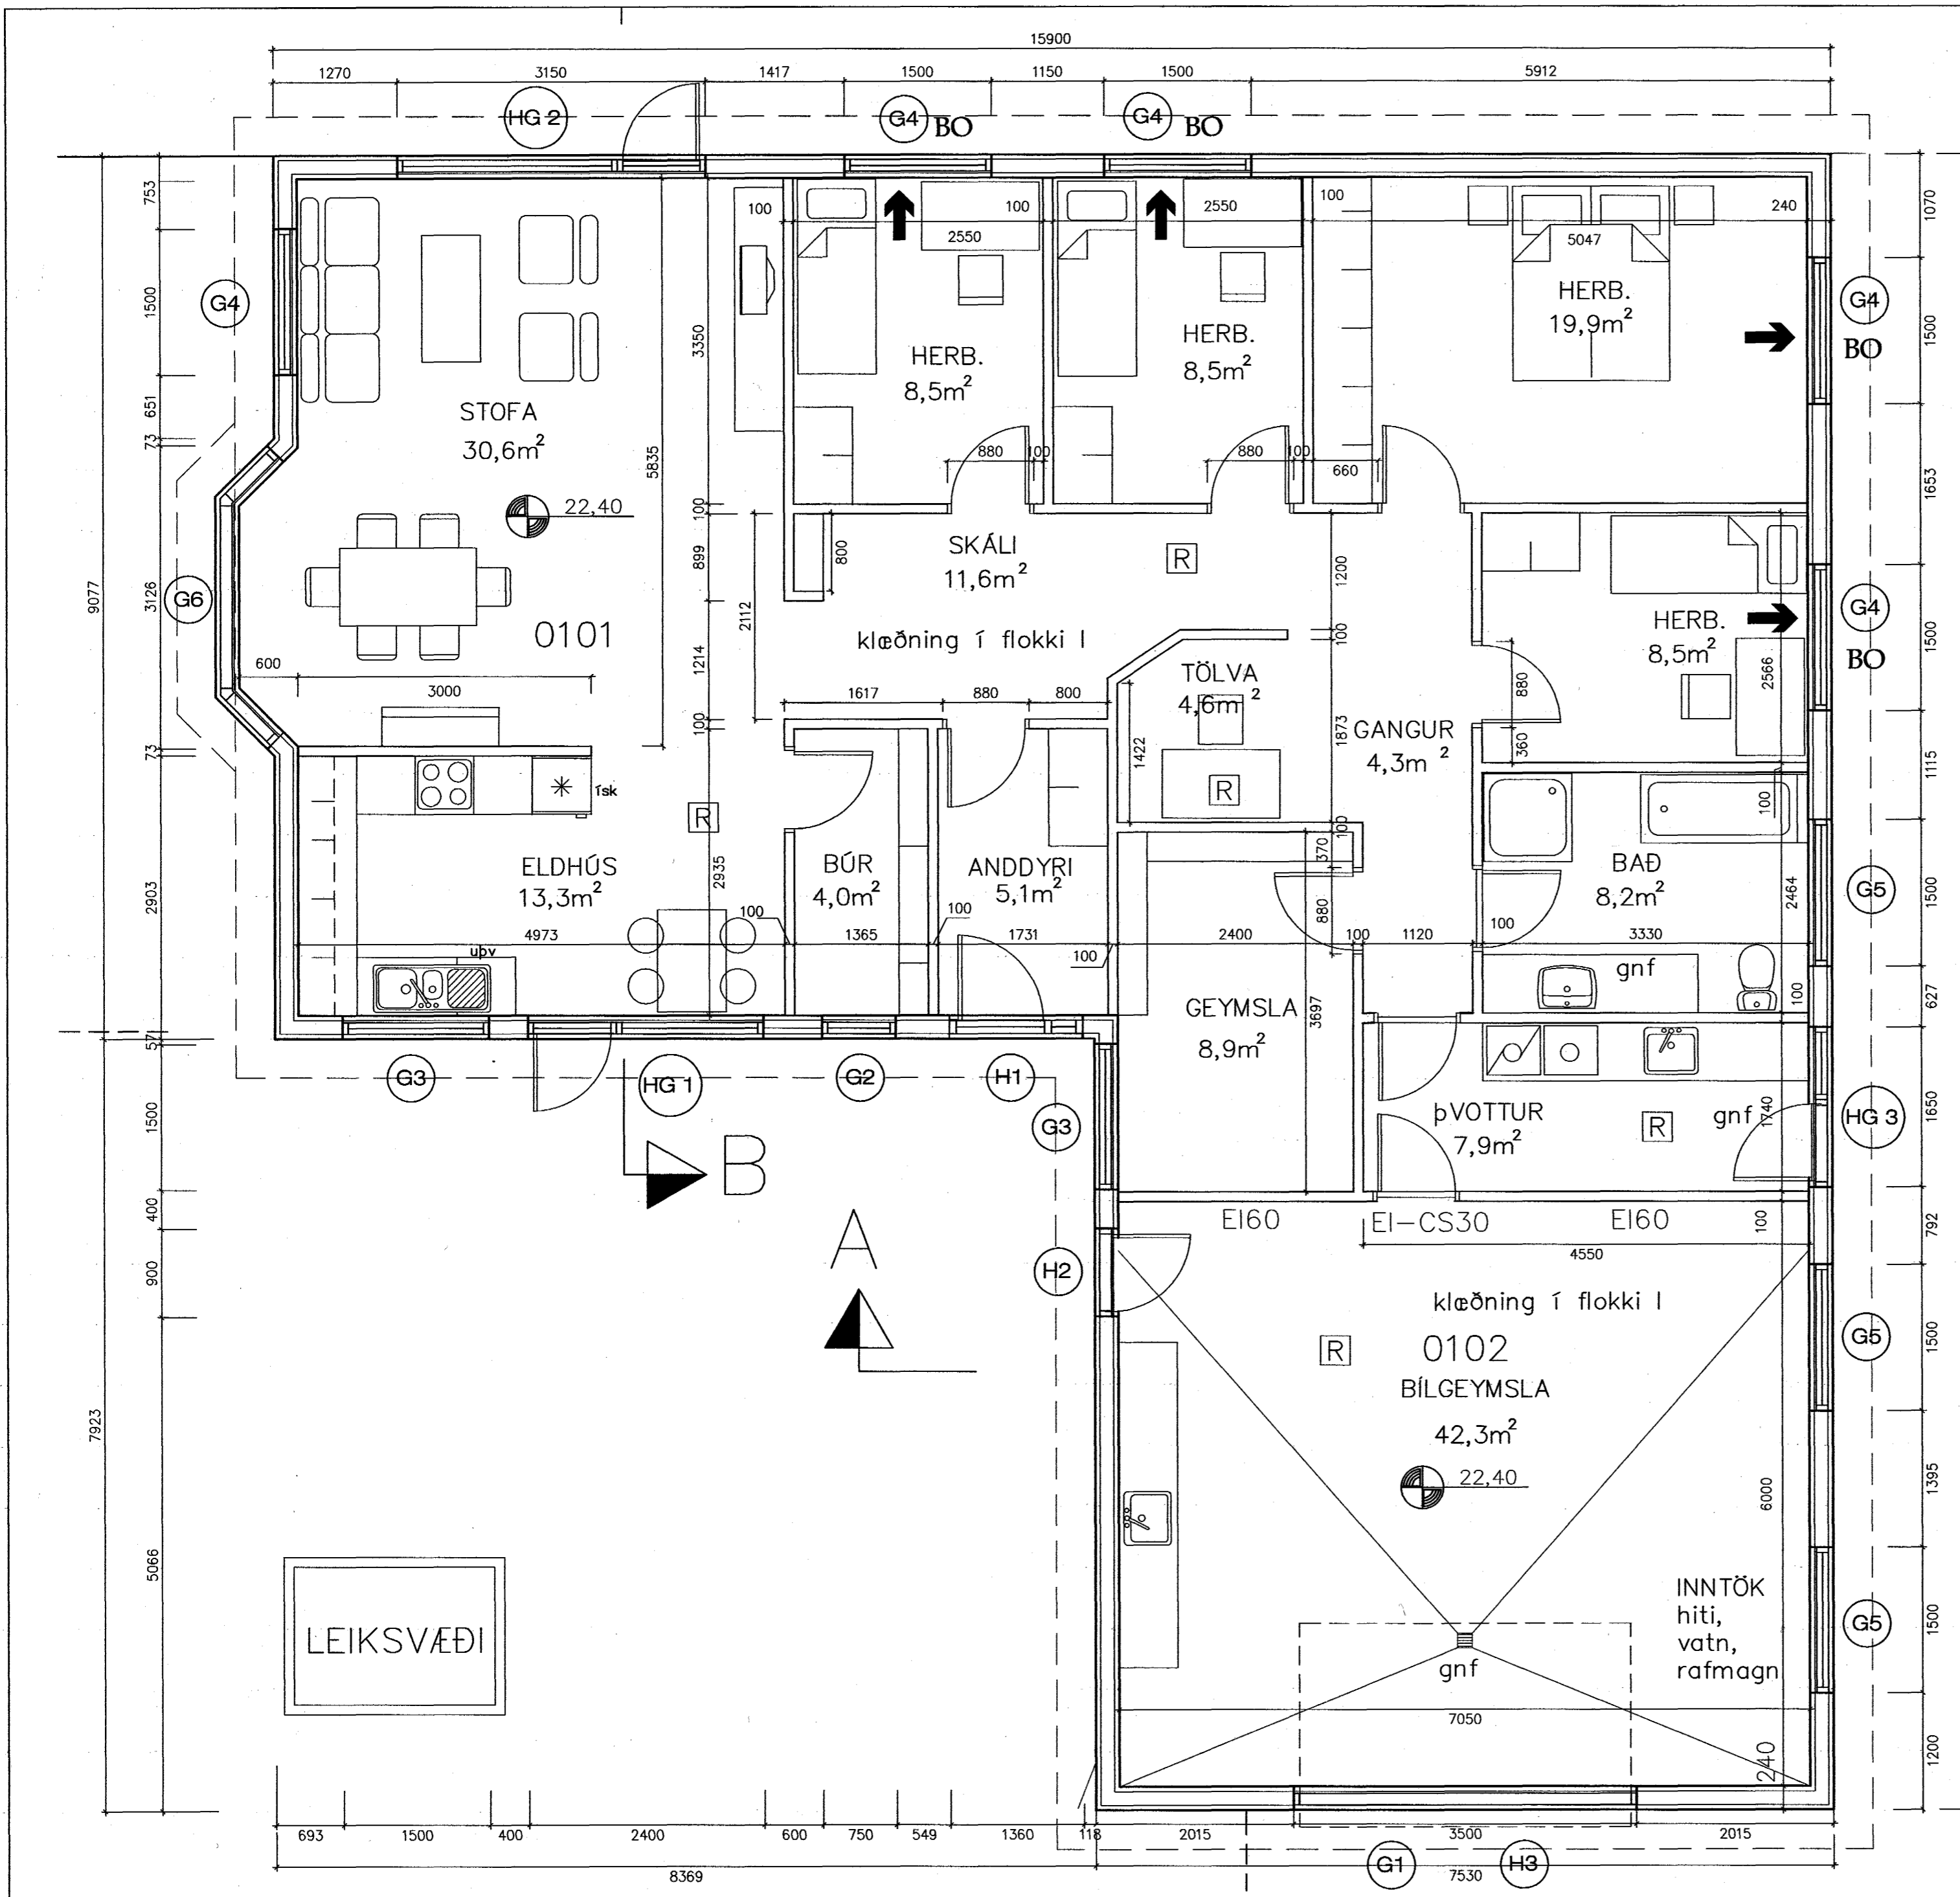 15900
1270 3150 1417 1500 1150 1500 5912
HG 2 G4 BO G4 BO
753 1500 651 73 3126 73 2903 57 1500 400 900 5066
9077 7923
1070 1500 1653 1500 1115 1500 627 1650 792 1500 1395 1500 1200
100 100 2550 2550 100 5047 240
G4
STOFA
30,6m²
3350
5835
22,40
HERB.
8,5m²
880 100
HERB.
8,5m²
880 100
HERB.
19,9m²
660
G4
BO
G6
0101
600
3000
100
899
1214
100
2112
800
SKÁLI
11,6m²
R
klæðning í flokki I
1617 880 800
1200
100
1873
100
TÖLVA
4,6m²
1422
R
GANGUR
4,3m²
880
360
HERB.
8,5m²
2566
G4
BO
ísk
R
ELDHÚS
13,3m²
2935
upv
BÚR
4,0m²
ANDDYRI
5,1m²
370
880
BAÐ
8,2m²
100
2464
G5
4973 100 1365 100 1731 100 2400 100 1120 100 3330
gnf
100
GEYMSLA
8,9m²
3697
G3 HG 1 G2 H1
G3
þVOTTUR
7,9m²
R
gnf
1740
HG 3
B
A
H2
EI60 EI-CS30 EI60
100
4550
klæðning í flokki I
R
0102
BÍLGEYMSLA
42,3m²
22,40
G5
6000
INNTÖK
hiti,
vatn,
rafmagn
G5
gnf
7050
240
LEIKSVÆÐI
693 1500 400 2400 600 750 549 1360 118 2015 3500 2015
8369 7530
G1 H3